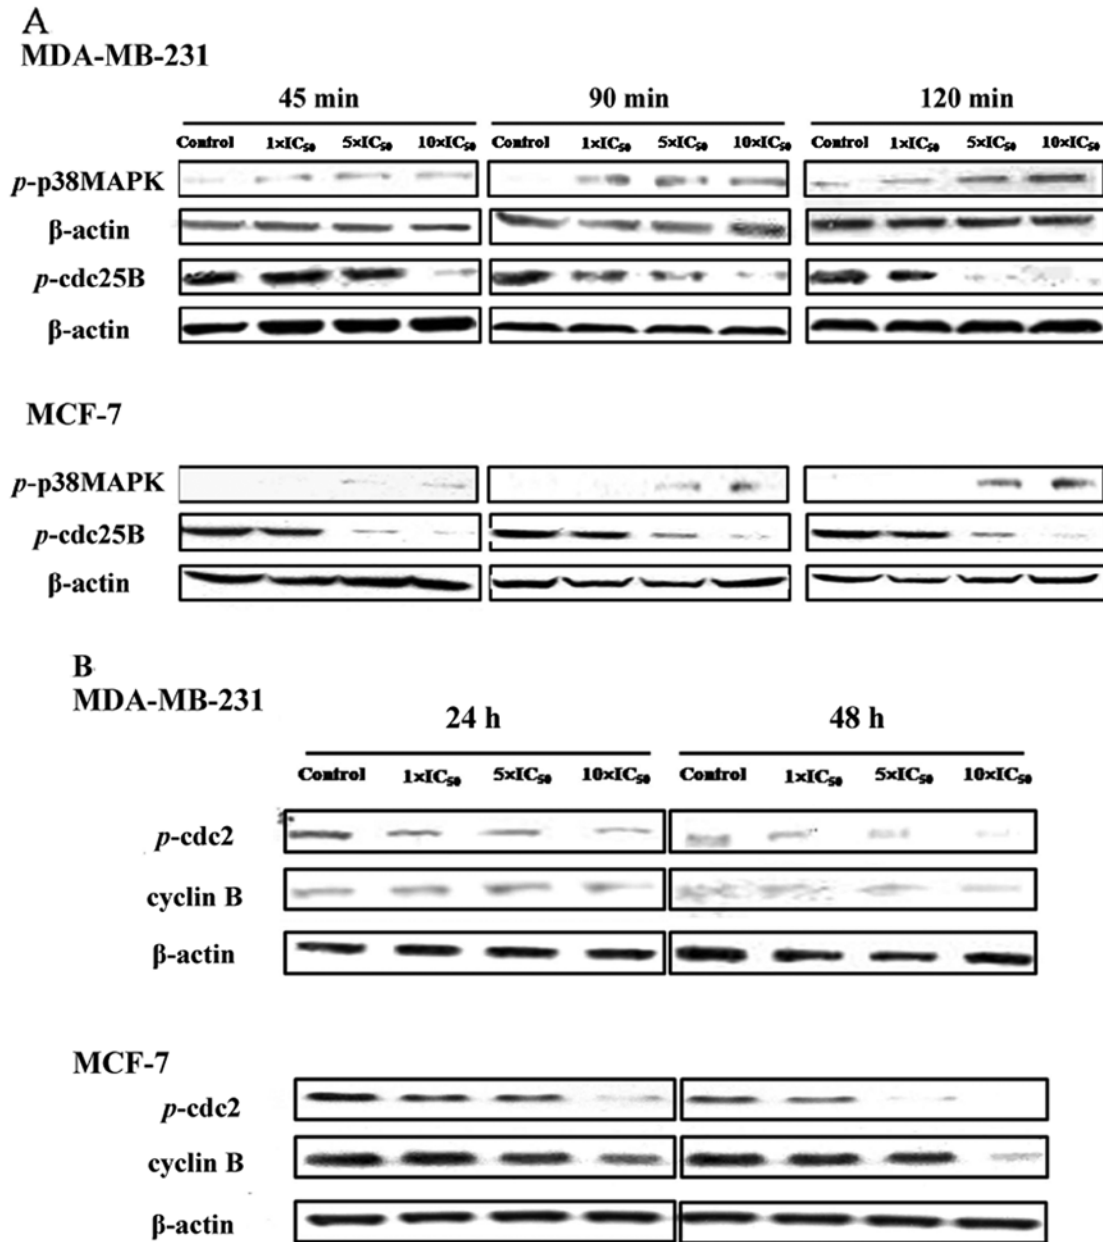 A
MDA-MB-231
45 min 90 min 120 min
Control 1×IC₅₀ 5×IC₅₀ 10×IC₅₀ Control 1×IC₅₀ 5×IC₅₀ 10×IC₅₀ Control 1×IC₅₀ 5×IC₅₀ 10×IC₅₀
p-p38MAPK
β-actin
p-cdc25B
β-actin
MCF-7
p-p38MAPK
p-cdc25B
β-actin
B
MDA-MB-231
24 h 48 h
Control 1×IC₅₀ 5×IC₅₀ 10×IC₅₀ Control 1×IC₅₀ 5×IC₅₀ 10×IC₅₀
p-cdc2
cyclin B
β-actin
MCF-7
p-cdc2
cyclin B
β-actin